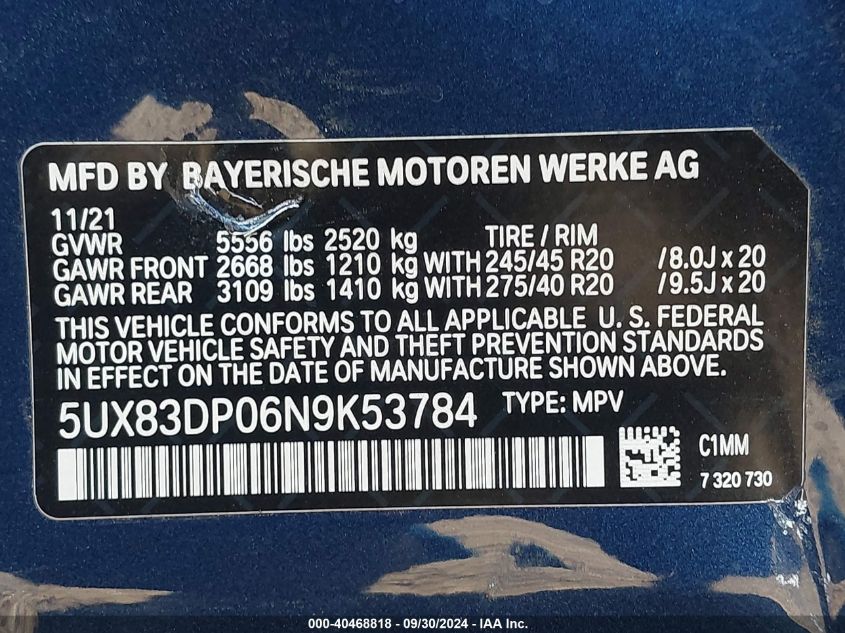 MFD BY BAYERISCHE MOTOREN WERKE AG
11/21
GVWR 5556 lbs 2520 kg TIRE / RIM
GAWR FRONT 2668 lbs 1210 kg WITH 245/45 R20 /8.0J x 20
GAWR REAR 3109 lbs 1410 kg WITH 275/40 R20 /9.5J x 20
THIS VEHICLE CONFORMS TO ALL APPLICABLE U. S. FEDERAL
MOTOR VEHICLE SAFETY AND THEFT PREVENTION STANDARDS
IN EFFECT ON THE DATE OF MANUFACTURE SHOWN ABOVE.
5UX83DP06N9K53784 TYPE: MPV
C1MM
7 320 730
000-40468818 - 09/30/2024 - IAA Inc.